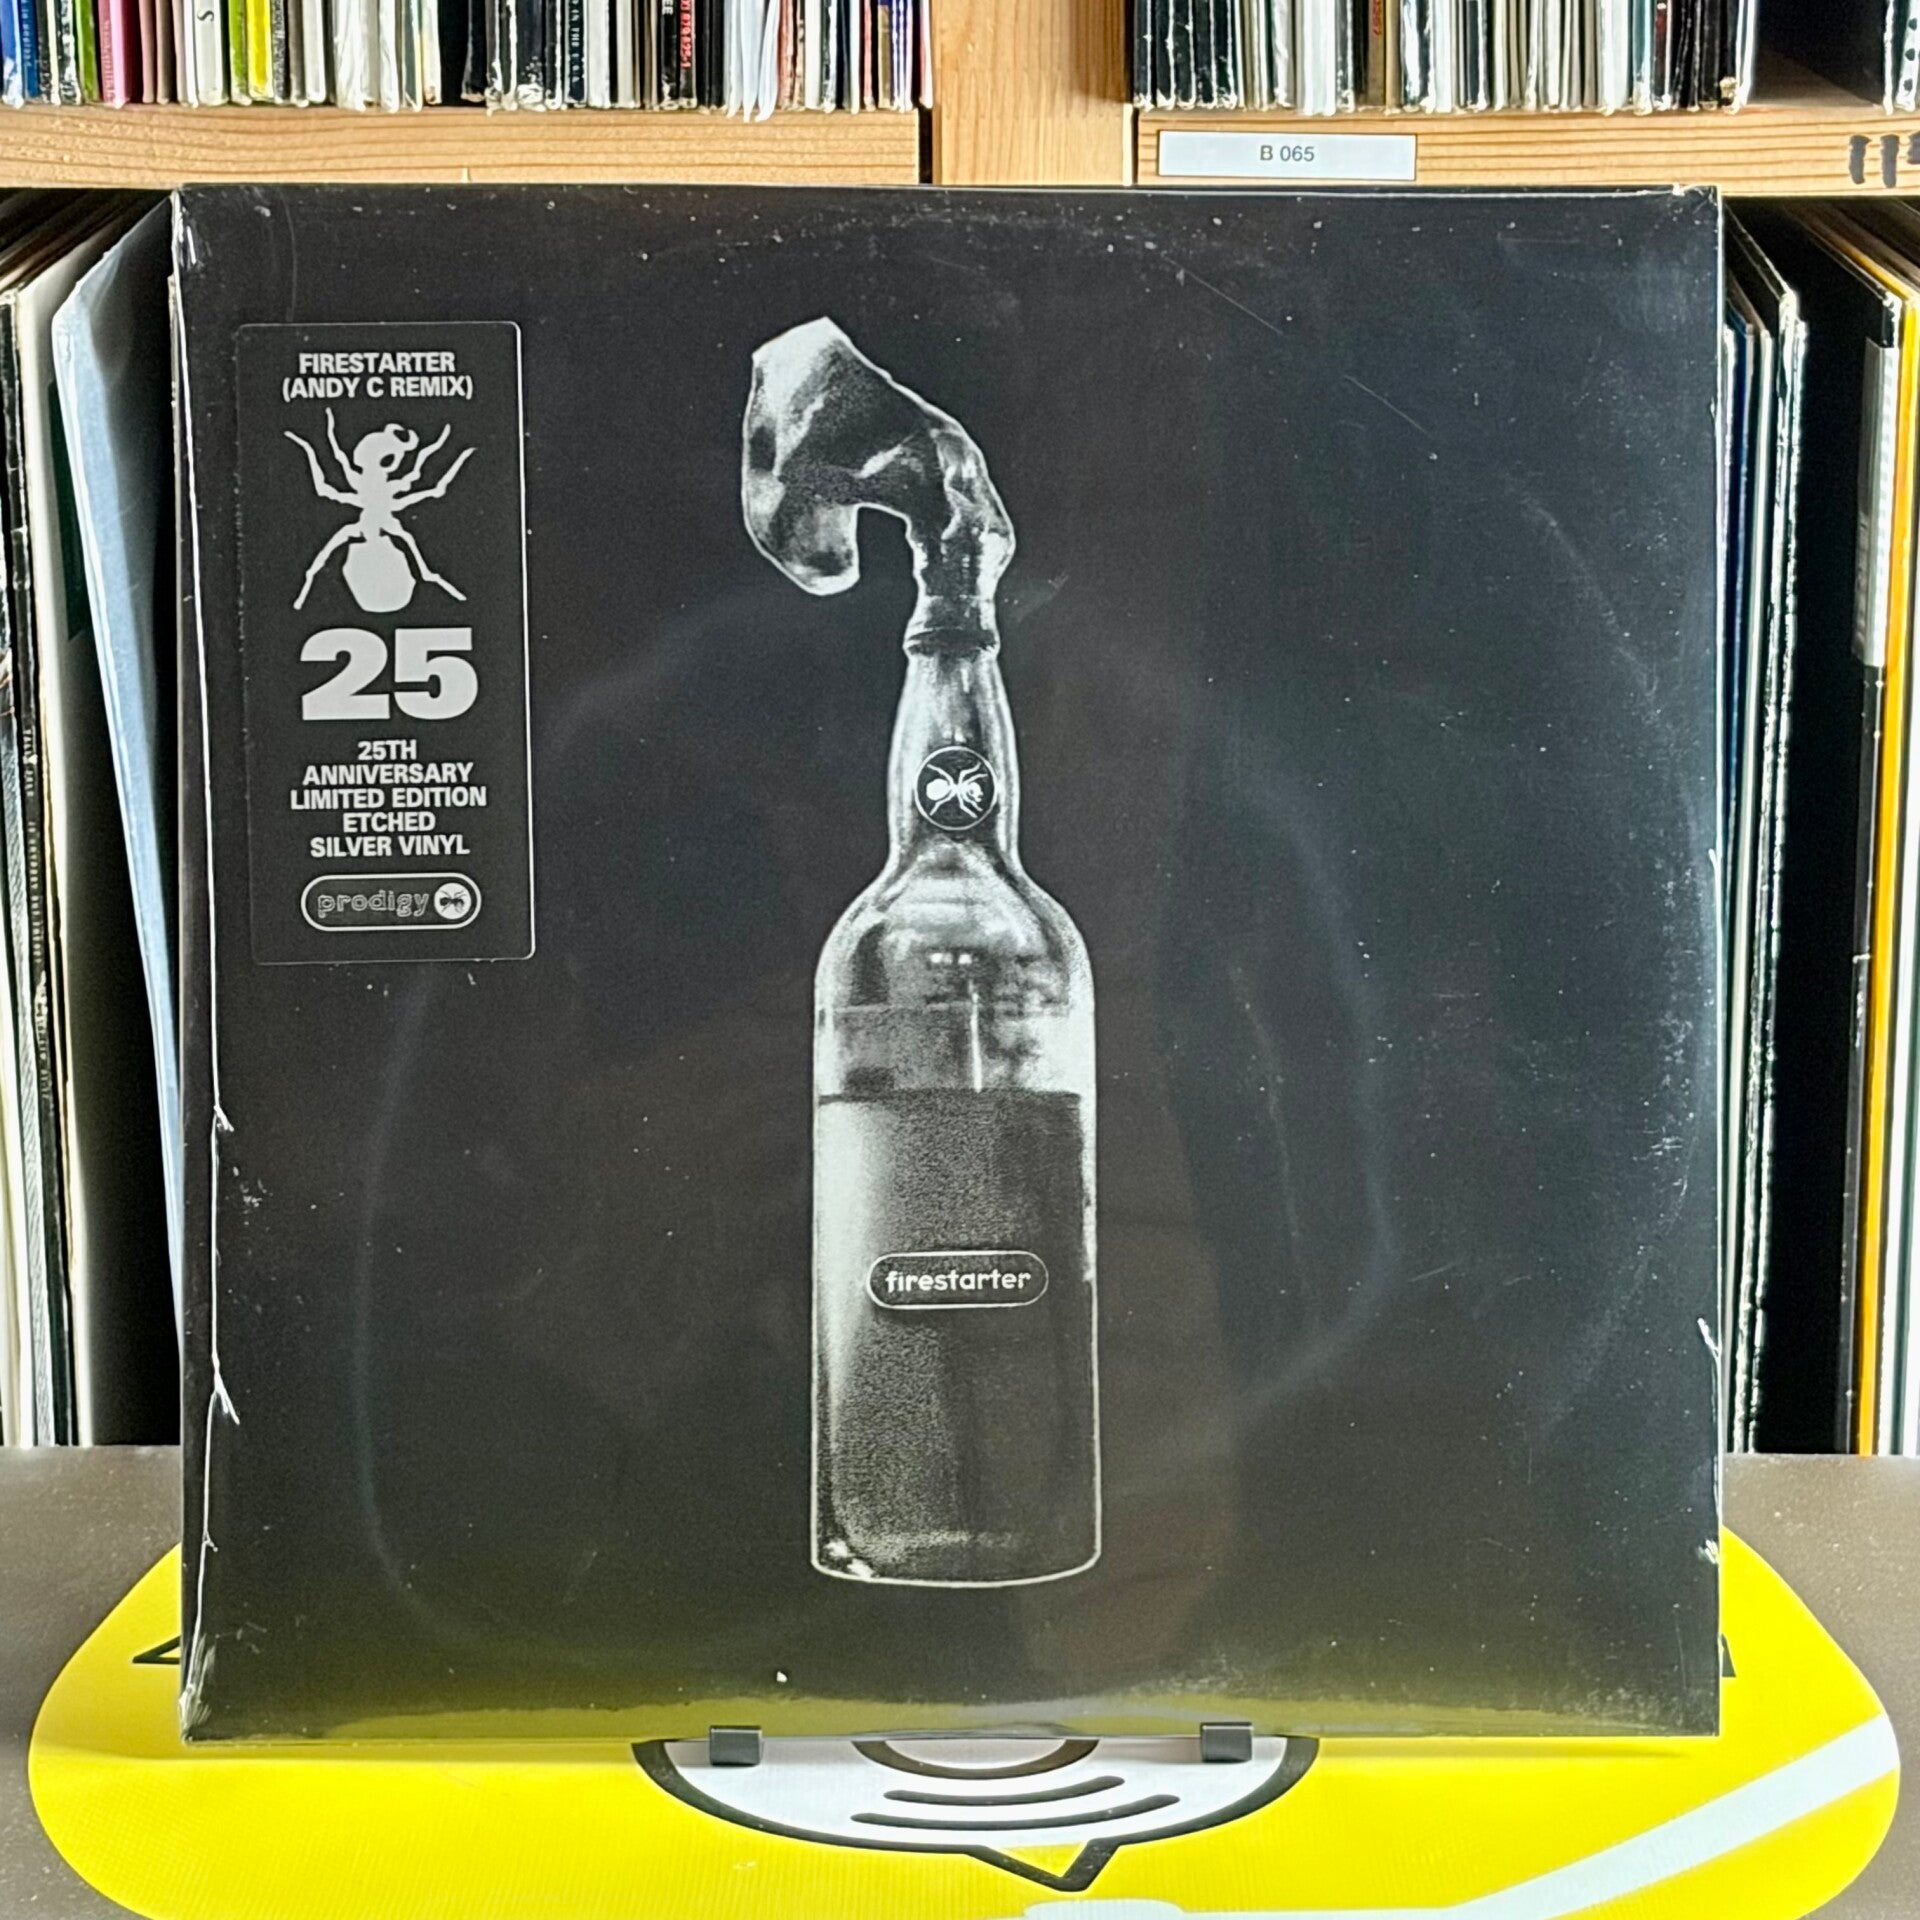 B 065
FIRESTARTER
(ANDY C REMIX)
25
25TH
ANNIVERSARY
LIMITED EDITION
ETCHED
SILVER VINYL
prodigy
firestarter